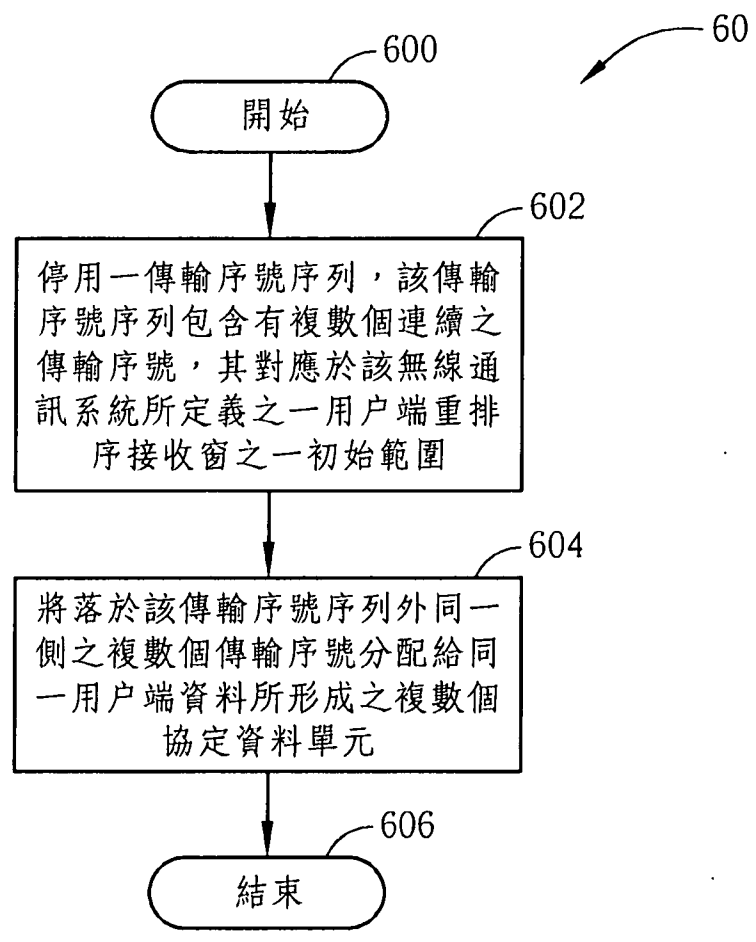 60
600
開始
602
停用一傳輸序號序列，該傳輸
序號序列包含有複數個連續之
傳輸序號，其對應於該無線通
訊系統所定義之一用户端重排
序接收窗之一初始範圍
604
將落於該傳輸序號序列外同一
側之複數個傳輸序號分配給同
一用户端資料所形成之複數個
協定資料單元
606
結束